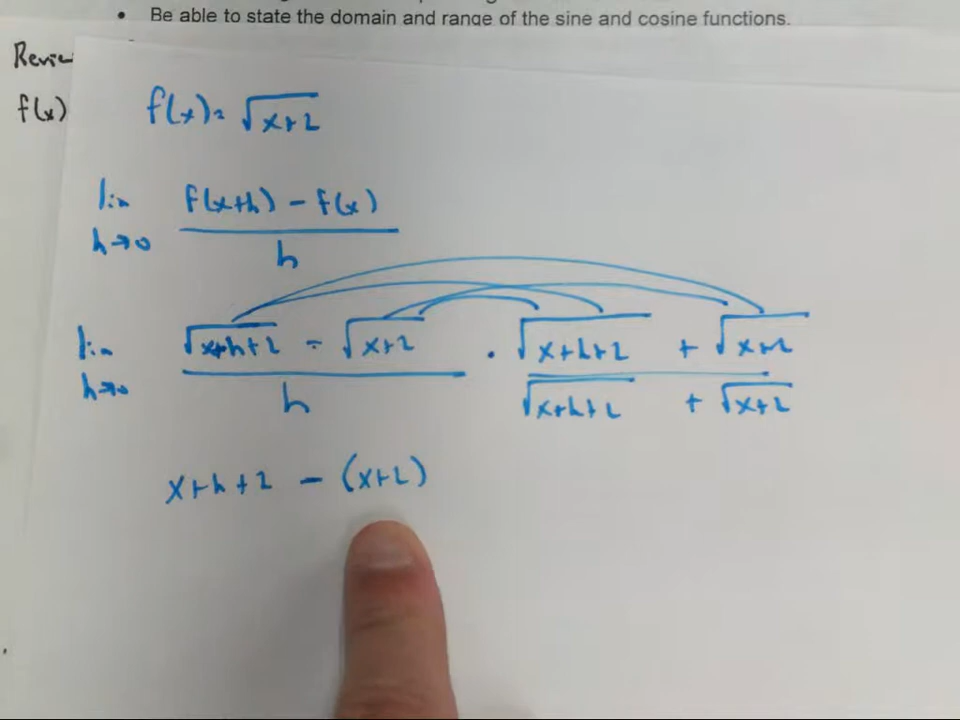 • Be able to state the domain and range of the sine and cosine functions.
f(x)
f(x) = √(x+2)
lim h→0 (f(x+h) - f(x)) / h
lim h→0 (√(x+h+2) - √(x+2)) / h · (√(x+h+2) + √(x+2)) / (√(x+h+2) + √(x+2))
x+h+2 - (x+2)